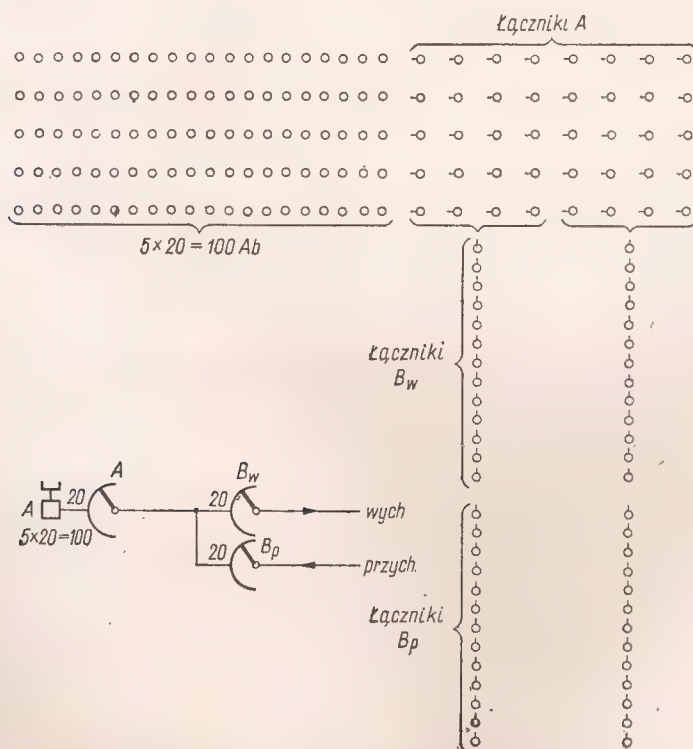 Łączniki A
5×20 = 100 Ab
Łączniki
Bw
A
Bw
20
20
wych
A
5×20=100
20
Bp
przych.
Łączniki
Bp